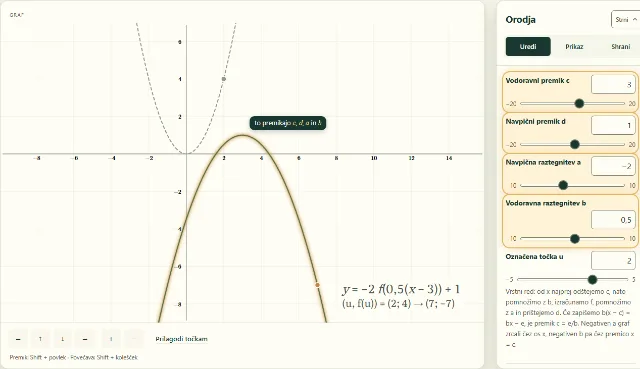 GRAF
Orodja
Strni
Uredi
Prikaz
Shrani
Vodoravni premik c
3
−20
20
Navpični premik d
1
−20
20
Navpična raztegnitev a
−2
10
10
Vodoravna raztegnitev b
0,5
10
10
Označena točka u
2
−5
5
Vrstni red: od x najprej odštejemo c, nato
pomnožimo z b, izračunamo f, pomnožimo
z a in prištejemo d. Če zapišemo b(x − c) =
bx − e, je premik c = e/b. Negativen a graf
zrcali čez os x; negativen b pa čez premico x
= c.
6
4
2
−2
−4
−6
−8
−8
−6
−4
−2
2
4
6
8
10
12
14
To premikajo c, d, a in b
y = −2 f(0,5(x − 3)) + 1
(u, f(u)) = (2; 4) → (7; −7)
← ↑ ↓ → +
Prilagodi točkam
Premik: Shift + povlek · Povečava: Shift + kolešček